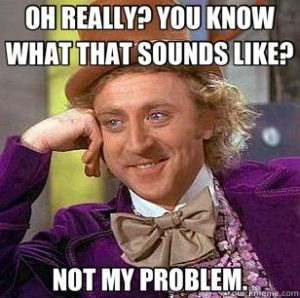 OH REALLY? YOU KNOW
WHAT THAT SOUNDS LIKE?
NOT MY PROBLEM.